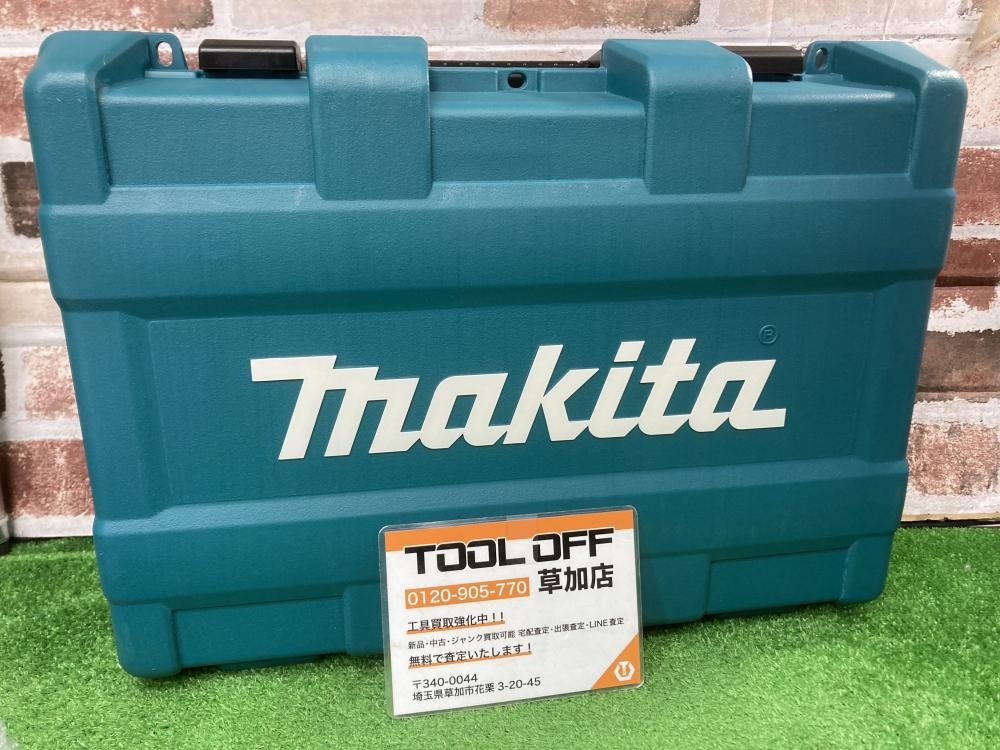 makita®
TOOL OFF
0120-905-770 草加店
工具買取強化中！！
新品・中古・ジャンク買取可能 宅配査定・出張査定・LINE査定
無料で査定いたします！
〒340-0044
埼玉県草加市花栗 3-20-45